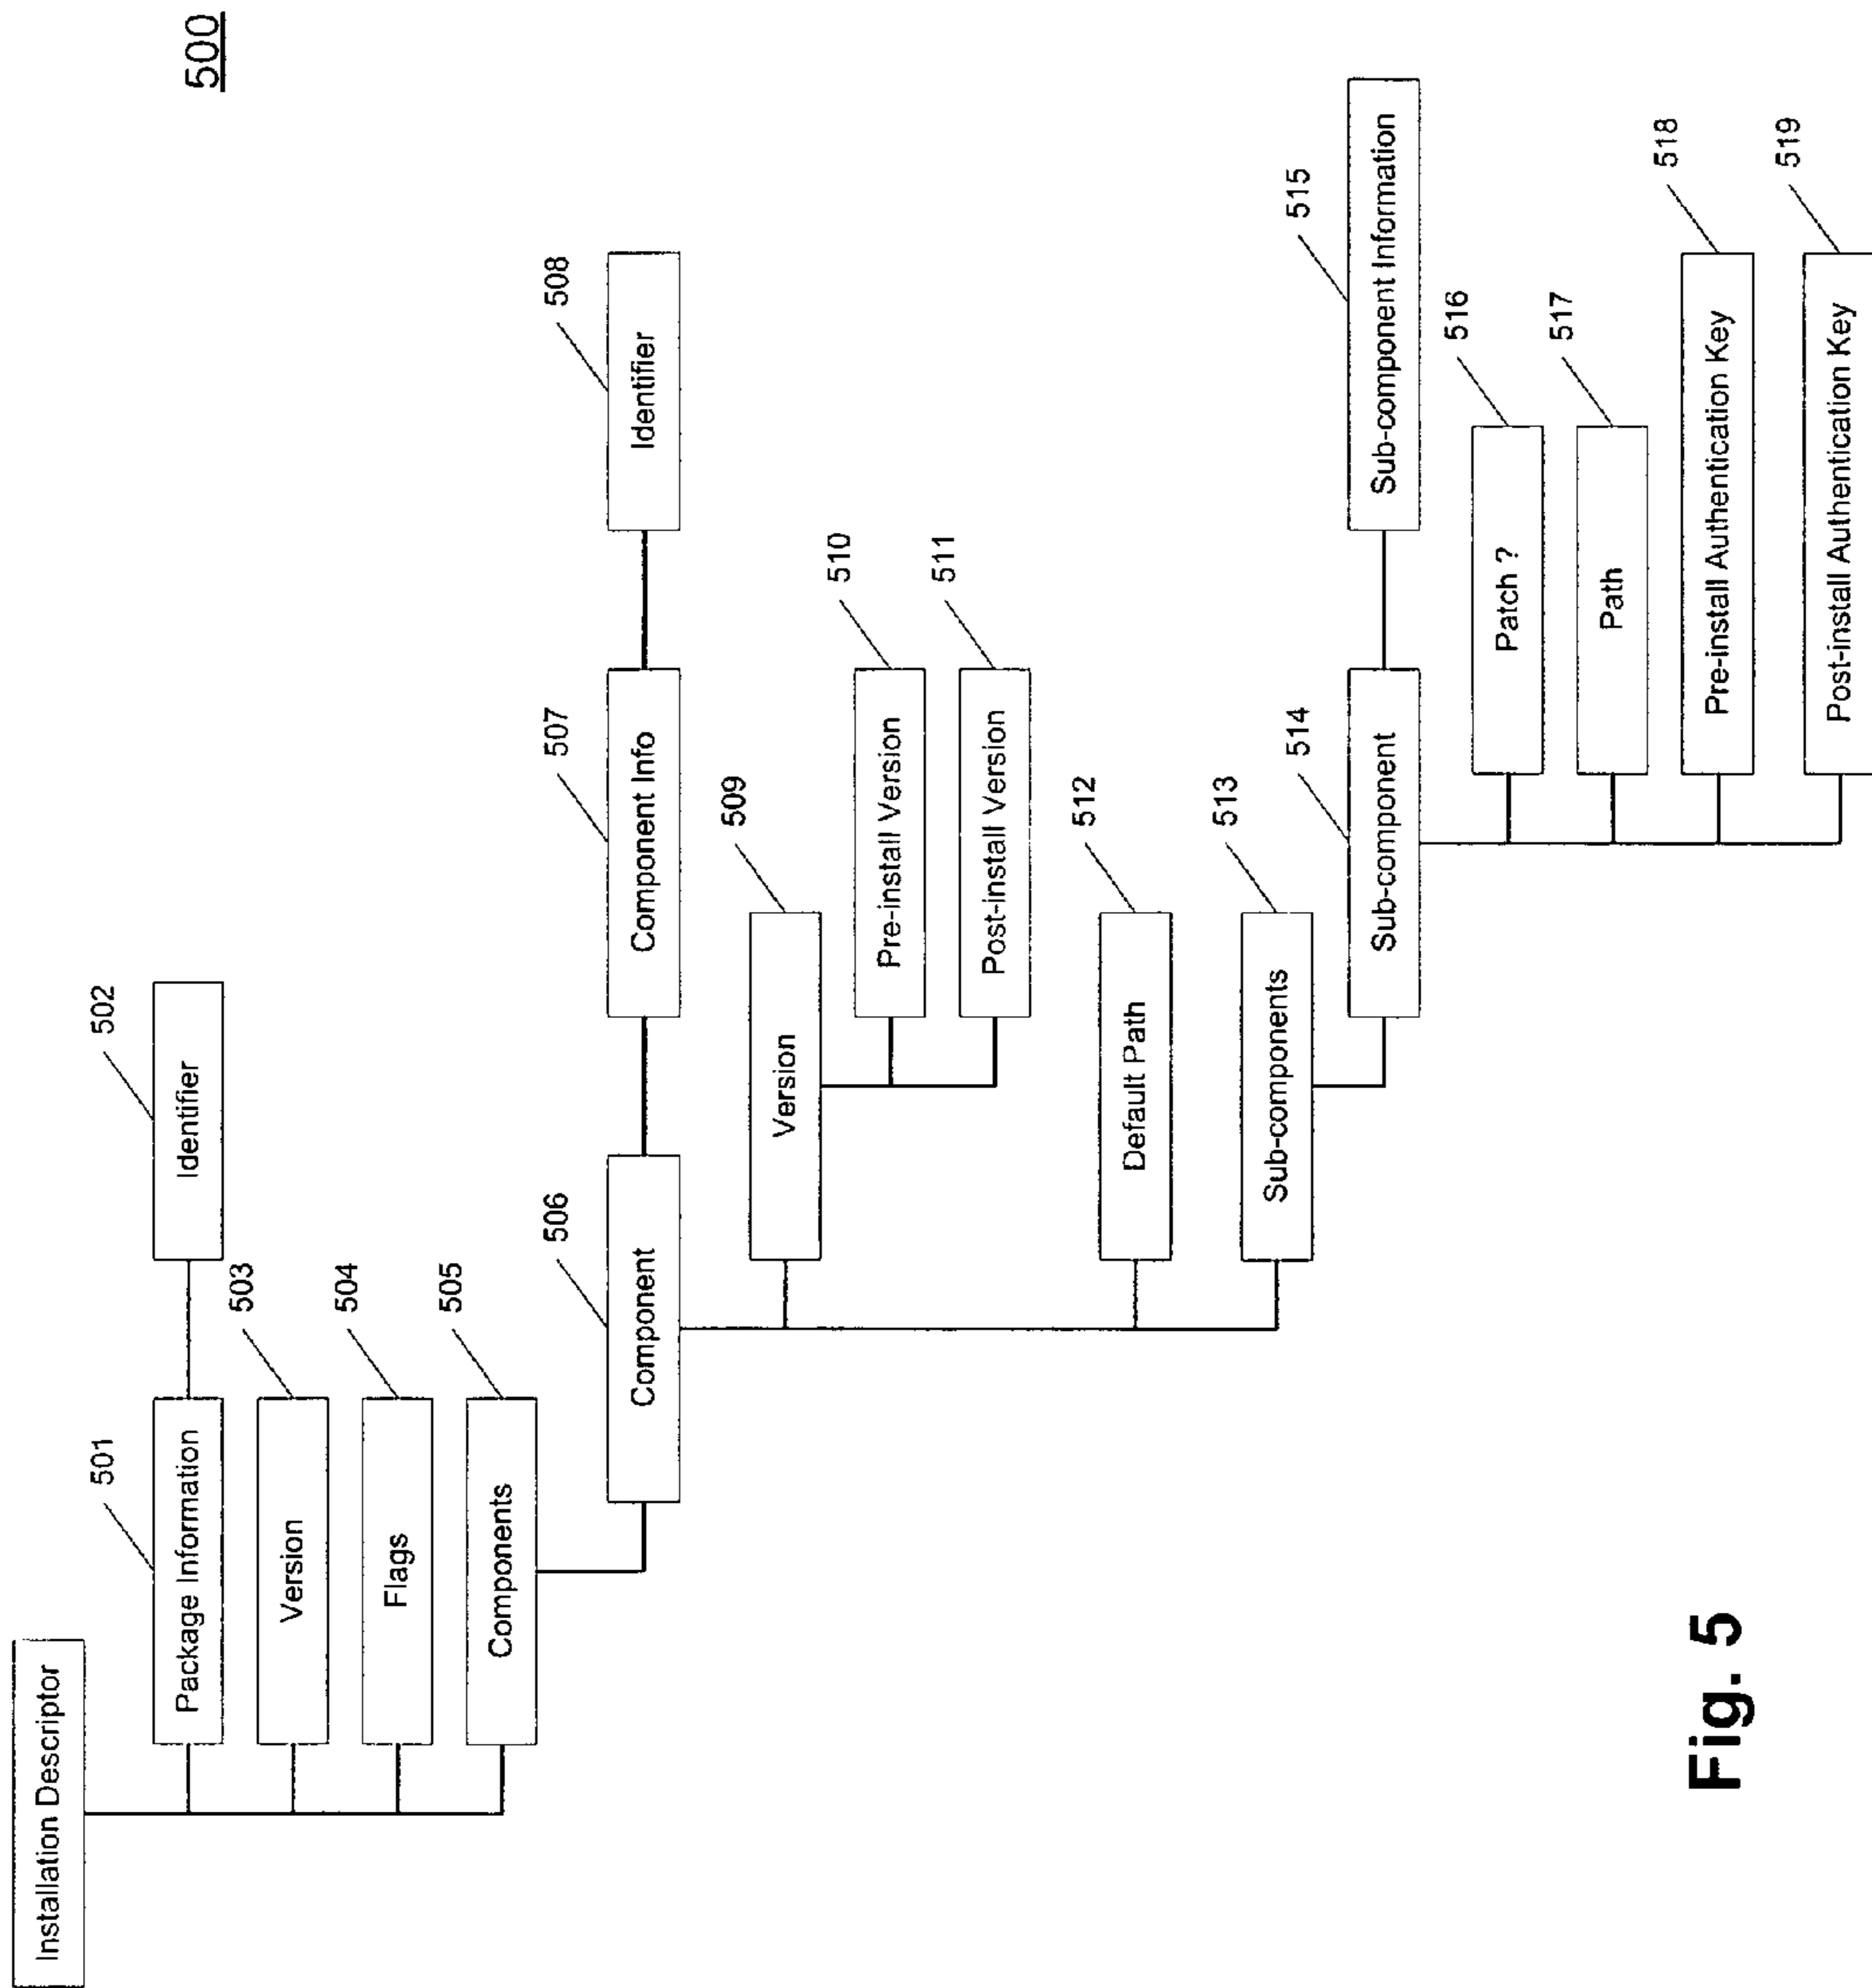 500
Installation Descriptor
501
Package Information
502
Identifier
503
Version
504
Flags
505
Components
506
Component
507
Component Info
508
Identifier
509
Version
510
Pre-install Version
511
Post-install Version
512
Default Path
513
Sub-components
514
Sub-component
515
Sub-component Information
516
Patch ?
517
Path
518
Pre-install Authentication Key
519
Post-install Authentication Key
Fig. 5